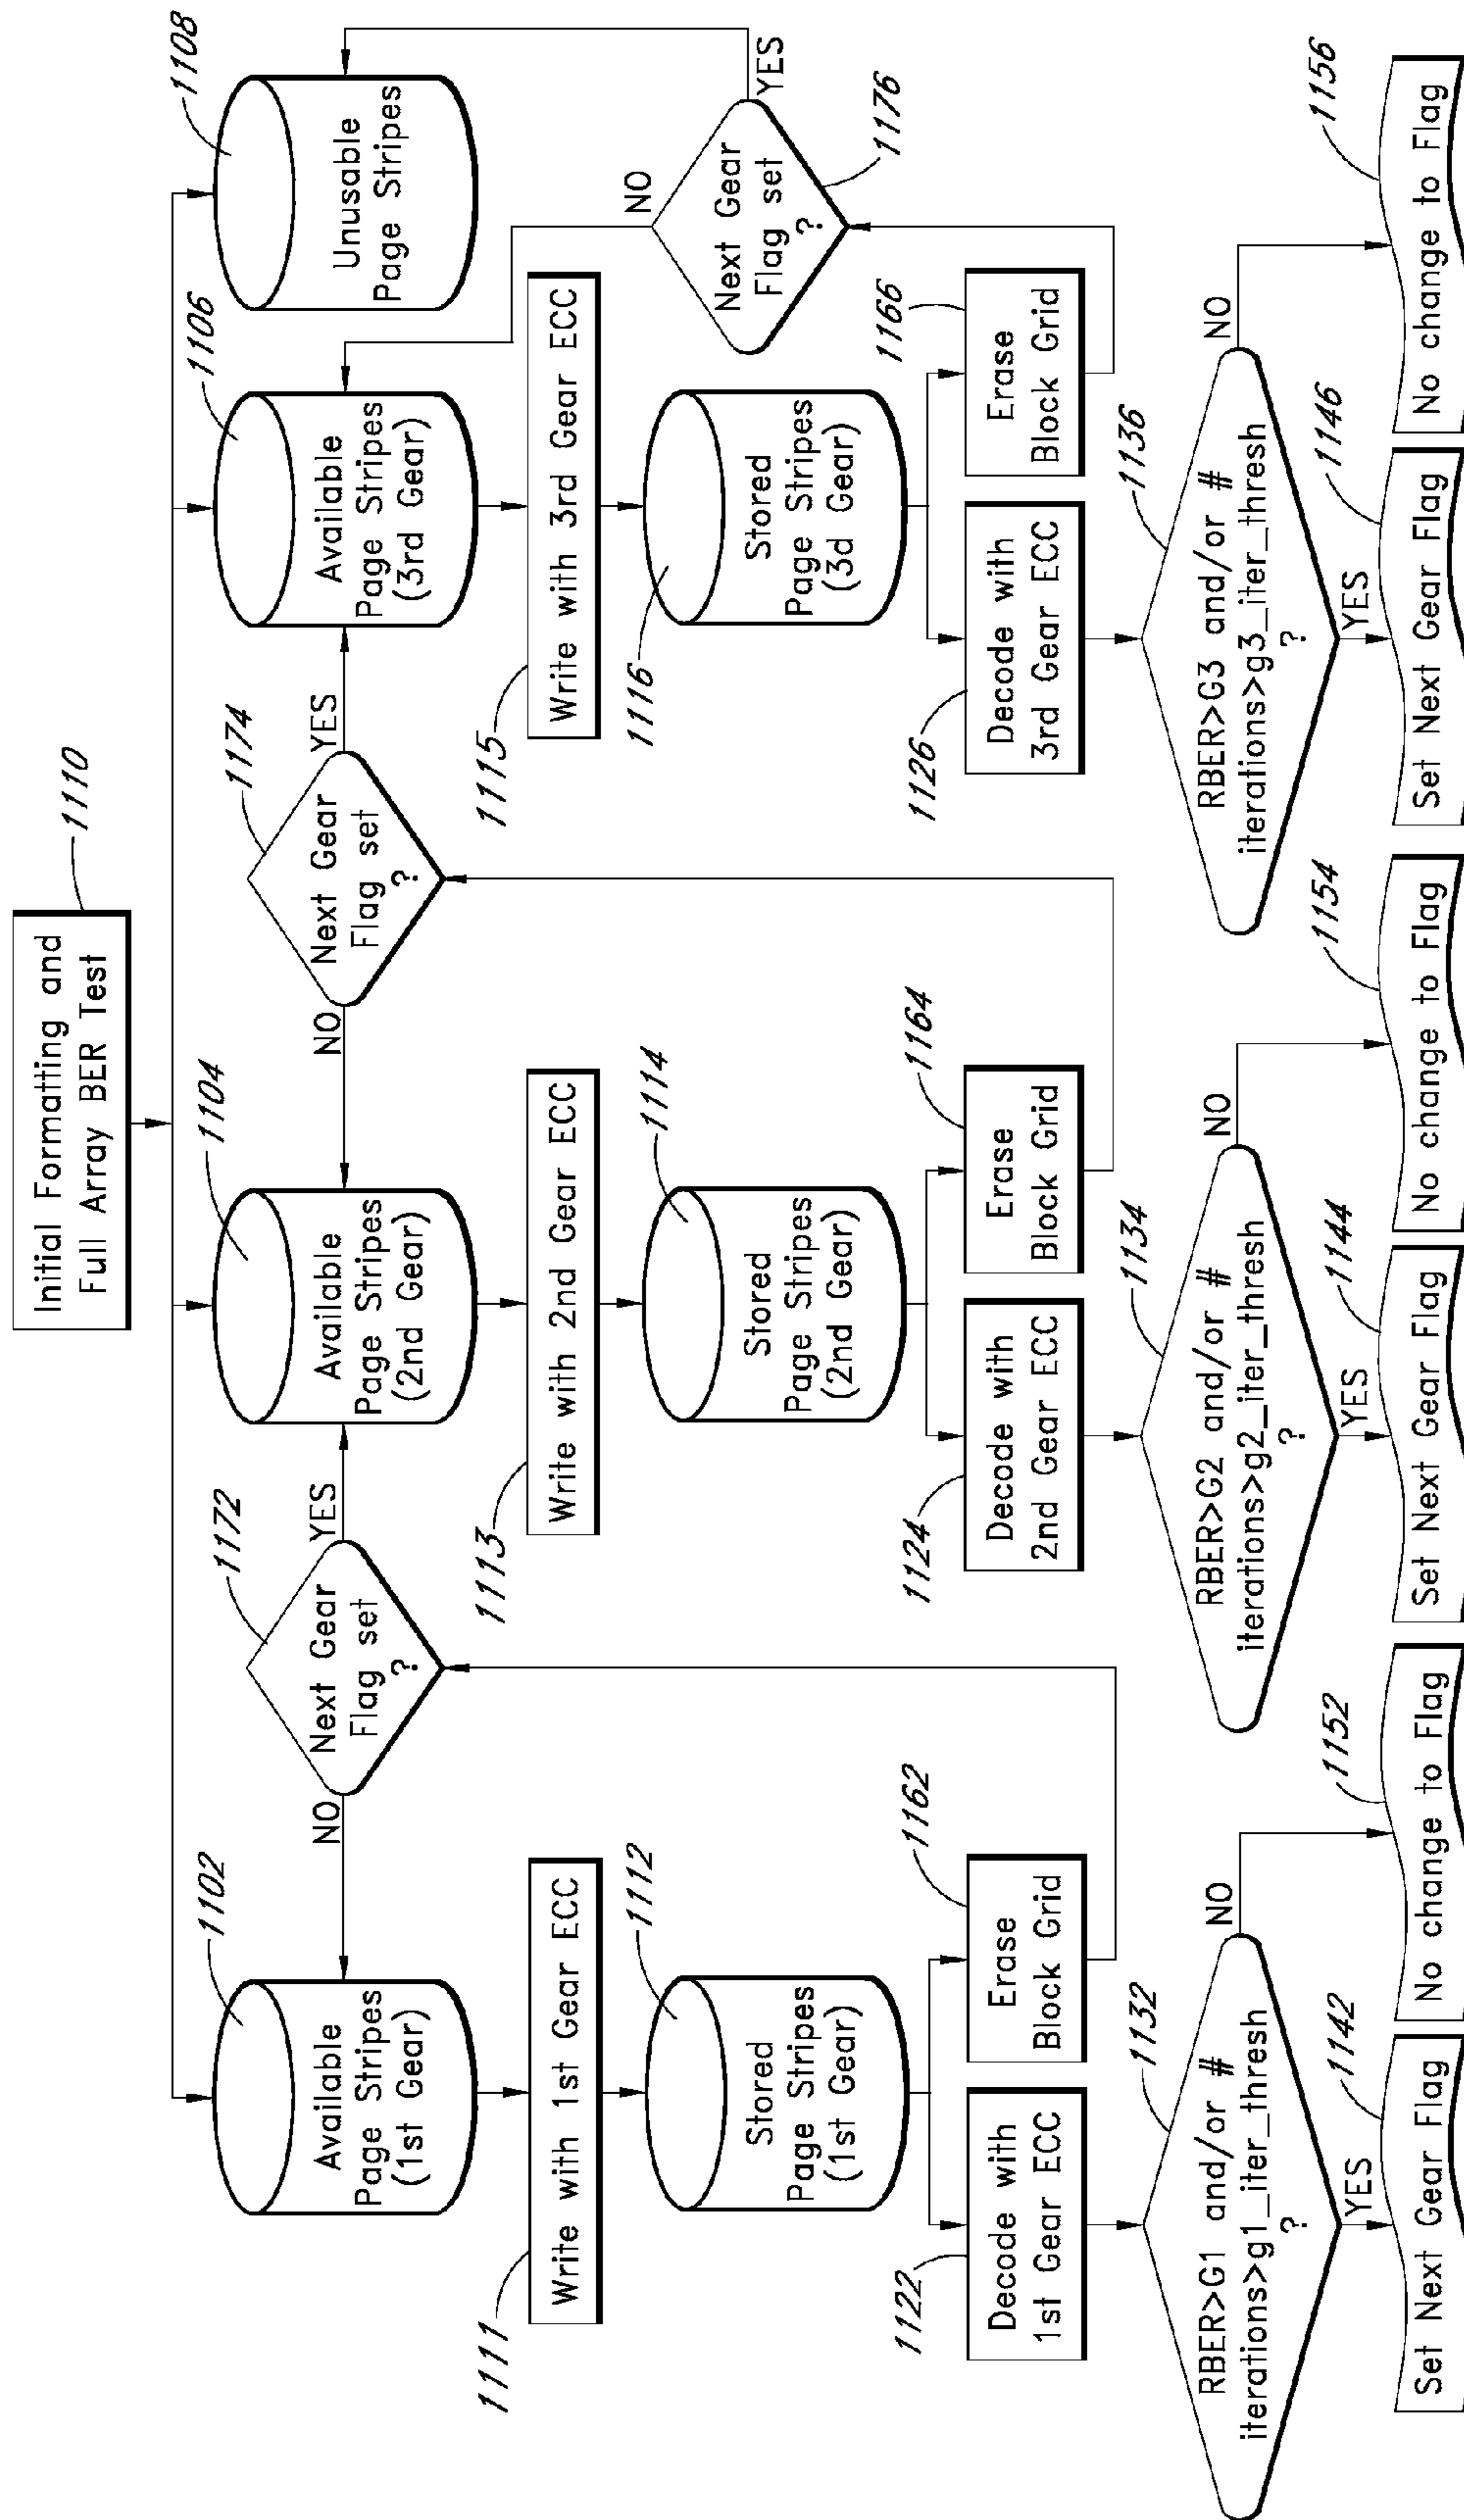 Initial Formatting and
Full Array BER Test
1110
1102
Available
Page Stripes
(1st Gear)
NO
Next Gear
Flag set
?
1172
YES
1104
Available
Page Stripes
(2nd Gear)
NO
Next Gear
Flag set
?
1174
YES
1106
Available
Page Stripes
(3rd Gear)
1108
Unusable
Page Stripes
1111
Write with 1st Gear ECC
1113
Write with 2nd Gear ECC
1115
Write with 3rd Gear ECC
NO
Next Gear
Flag set
?
YES
1176
1112
Stored
Page Stripes
(1st Gear)
1114
Stored
Page Stripes
(2nd Gear)
1116
Stored
Page Stripes
(3d Gear)
1122
Decode with
1st Gear ECC
1162
Erase
Block Grid
1124
Decode with
2nd Gear ECC
1164
Erase
Block Grid
1126
Decode with
3rd Gear ECC
1166
Erase
Block Grid
1132
RBER>G1 and/or #
iterations>g1_iter_thresh
?
NO
YES
1134
RBER>G2 and/or #
iterations>g2_iter_thresh
?
NO
YES
1136
RBER>G3 and/or #
iterations>g3_iter_thresh
?
NO
YES
1142
Set Next Gear Flag
1152
No change to Flag
1144
Set Next Gear Flag
1154
No change to Flag
1146
Set Next Gear Flag
1156
No change to Flag